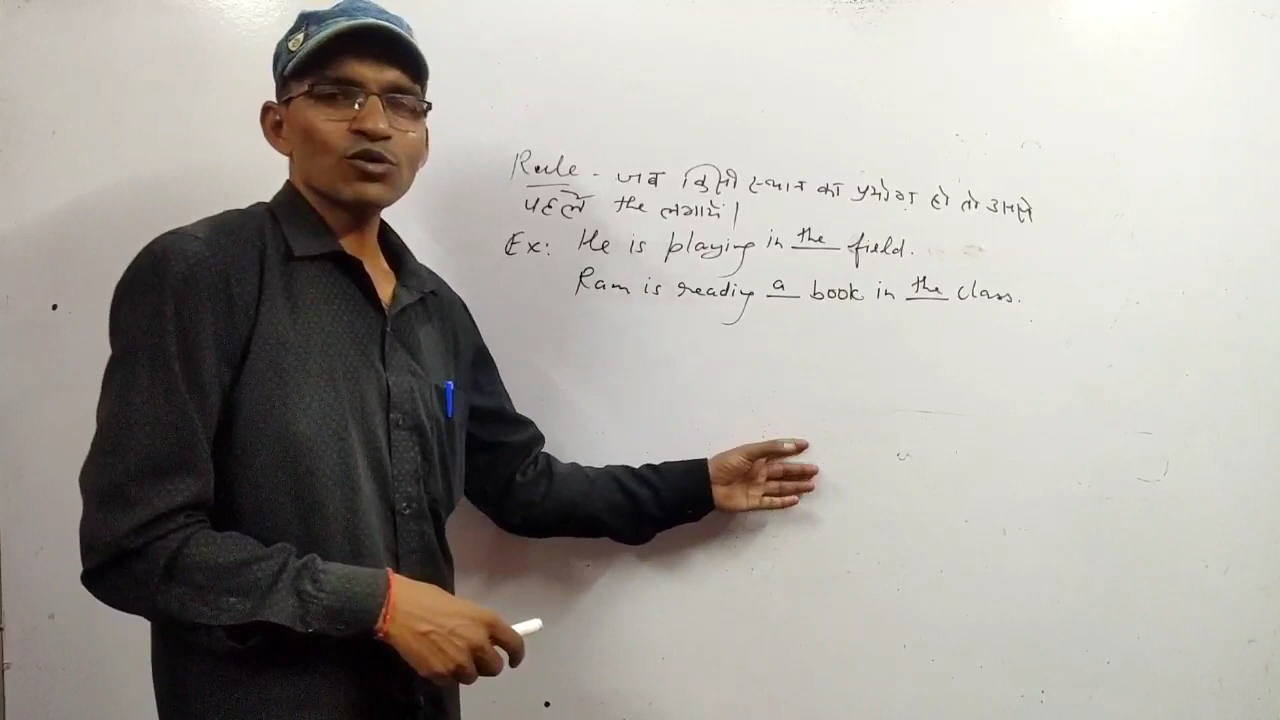 Rule - जब किसी स्थान का प्रयोग हो तो उससे
पहले the लगायें।
Ex: He is playing in the field.
Ram is reading a book in the class.